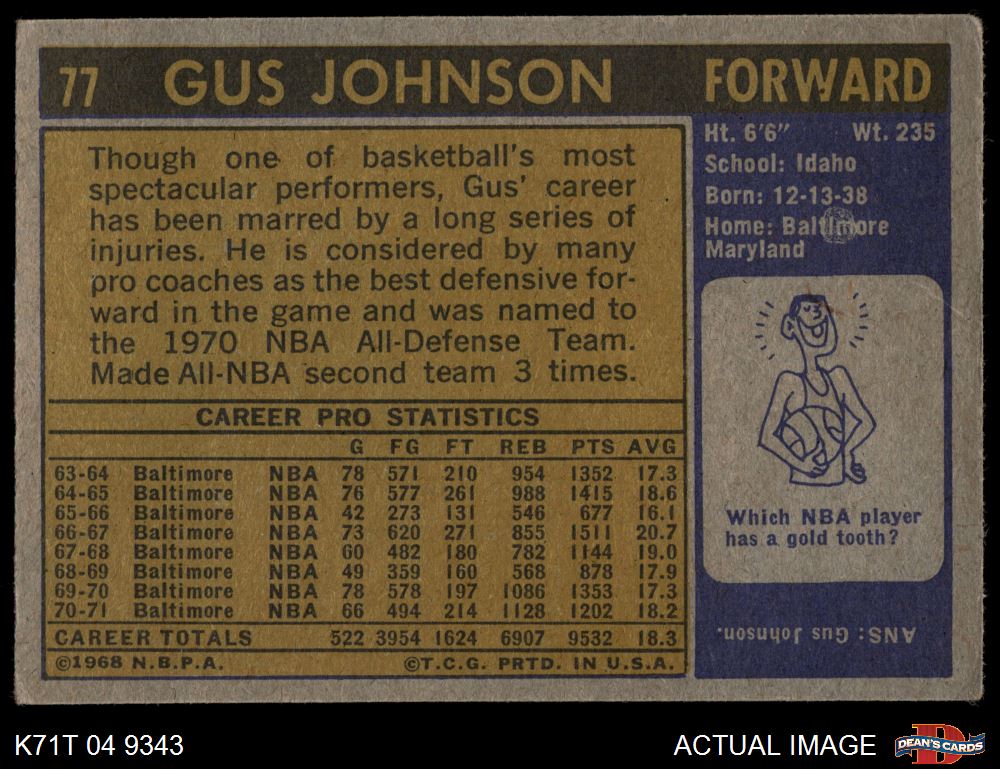 77 GUS JOHNSON FORWARD
Though one of basketball's most
spectacular performers, Gus' career
has been marred by a long series of
injuries. He is considered by many
pro coaches as the best defensive for-
ward in the game and was named to
the 1970 NBA All-Defense Team.
Made All-NBA second team 3 times.
CAREER PRO STATISTICS
G FG FT REB PTS AVG
63-64 Baltimore NBA 78 571 210 954 1352 17.3
64-65 Baltimore NBA 76 577 261 988 1415 18.6
65-66 Baltimore NBA 42 273 131 546 677 16.1
66-67 Baltimore NBA 73 620 271 855 1511 20.7
67-68 Baltimore NBA 60 482 180 782 1144 19.0
68-69 Baltimore NBA 49 359 160 568 878 17.9
69-70 Baltimore NBA 78 578 197 1086 1353 17.3
70-71 Baltimore NBA 66 494 214 1128 1202 18.2
CAREER TOTALS 522 3954 1624 6907 9532 18.3
©1968 N.B.P.A. ©T.C.G. PRTD. IN U.S.A.
Ht. 6'6" Wt. 235
School: Idaho
Born: 12-13-38
Home: Baltimore
Maryland
Which NBA player
has a gold tooth?
ANS: Gus Johnson.
K71T 04 9343
ACTUAL IMAGE
D
DEAN'S CARDS